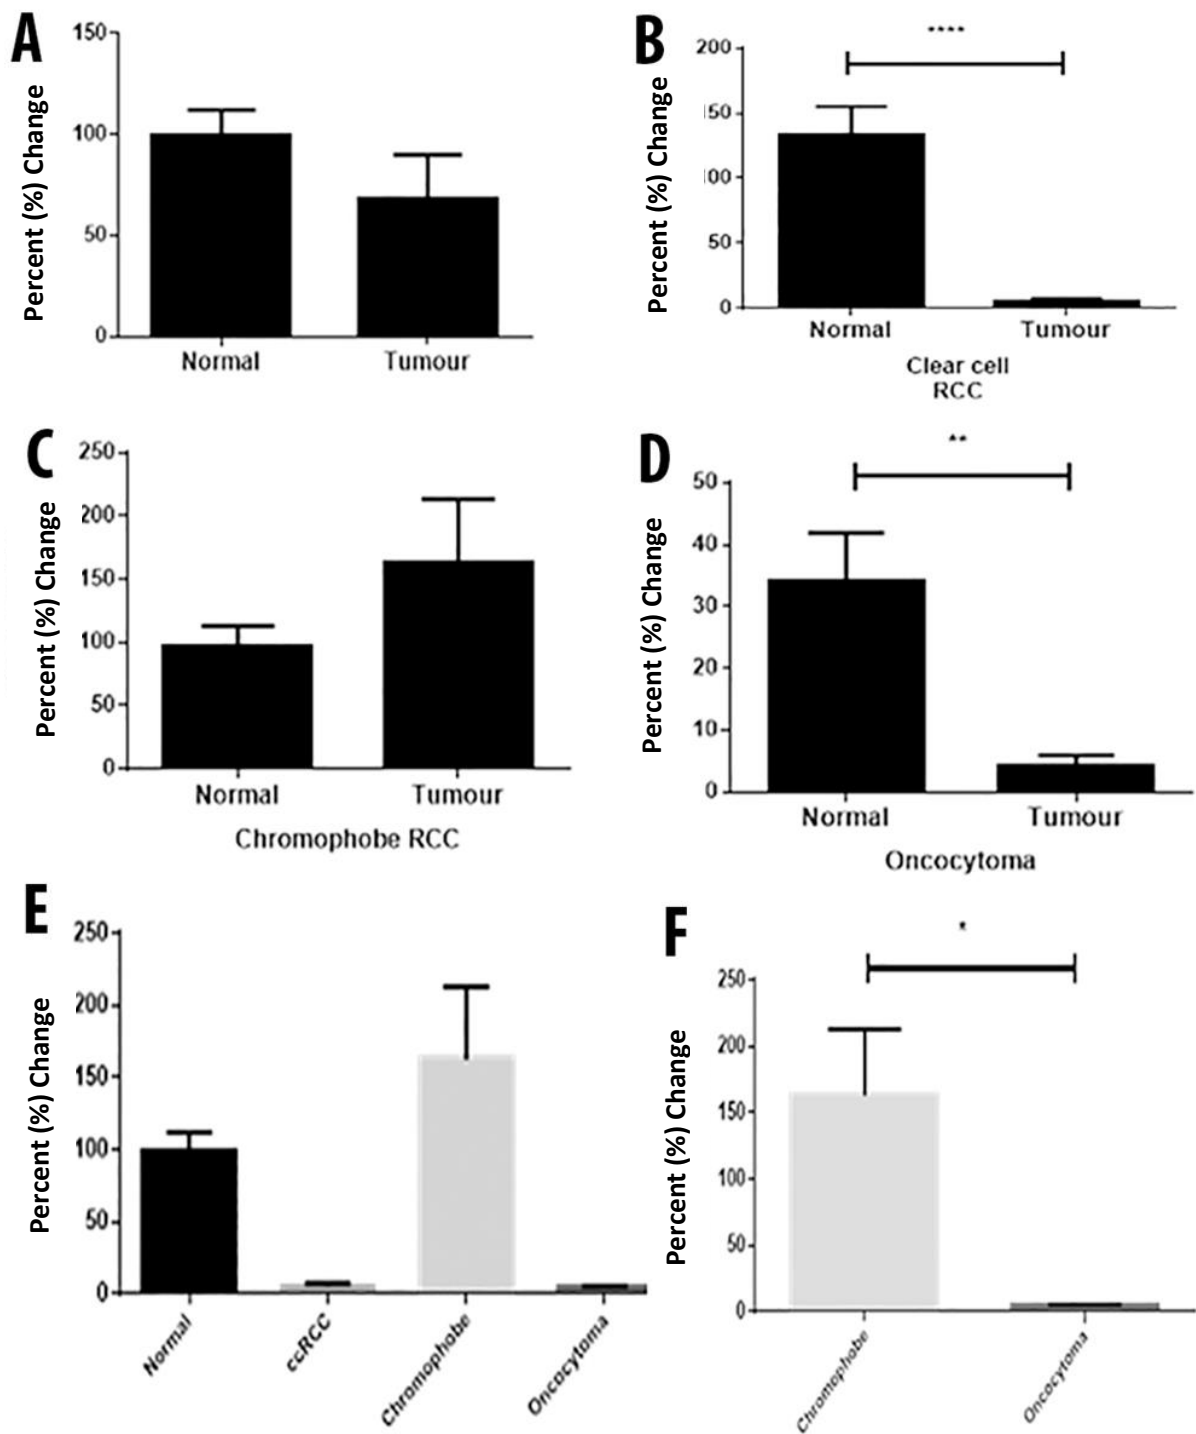 A
Percent (%) Change
150
100
50
0
Normal
Tumour
B
****
Percent (%) Change
200
150
100
50
0
Normal
Tumour
Clear cell
RCC
C
Percent (%) Change
250
200
150
100
50
0
Normal
Tumour
Chromophobe RCC
D
**
Percent (%) Change
50
40
30
20
10
0
Normal
Tumour
Oncocytoma
E
Percent (%) Change
250
200
150
100
50
0
Normal
ccRCC
Chromophobe
Oncocytoma
F
*
Percent (%) Change
250
200
150
100
50
0
Chromophobe
Oncocytoma